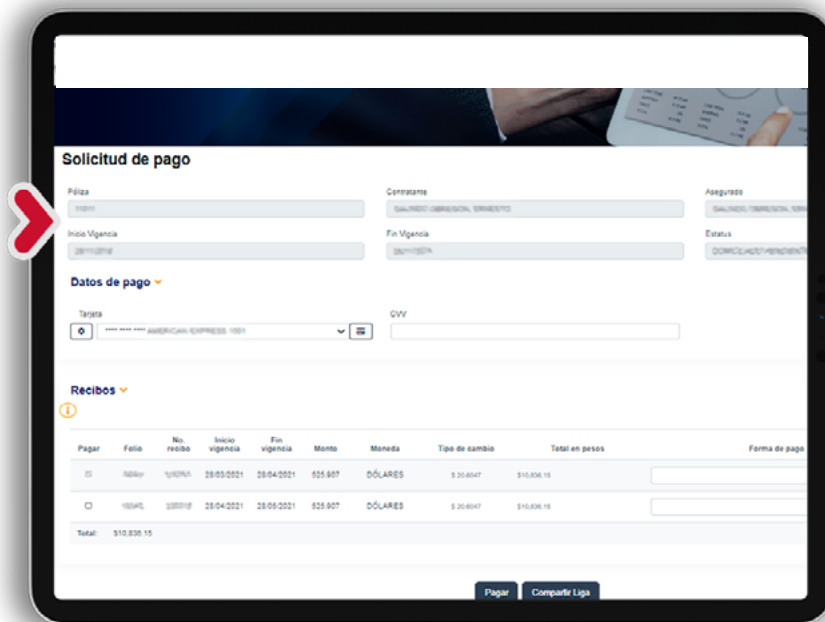 Solicitud de pago
Póliza Contratante Asegurado
Inicio Vigencia Fin Vigencia Estatus
Datos de pago
Tarjeta CVV
**** **** **** AMERICAN EXPRESS 1001
Recibos
Pagar Folio No. recibo Inicio vigencia Fin vigencia Monto Moneda Tipo de cambio Total en pesos Forma de pago
28/03/2021 28/04/2021 525.907 DÓLARES $ 20.6047 $10,836.15
28/04/2021 28/05/2021 525.907 DÓLARES $ 20.6047 $10,836.15
Total: $10,836.15
Pagar Compartir Liga